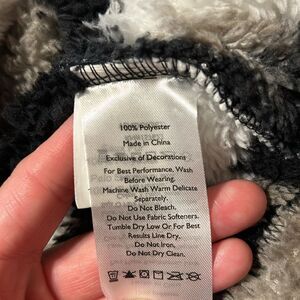 100% Polyester
Made in China
Exclusive of Decorations
For Best Performance, Wash
Before Wearing.
Machine Wash Warm Delicate
Separately.
Do Not Bleach.
Do Not Use Fabric Softeners.
Tumble Dry Low Or For Best
Results Line Dry.
Do Not Iron.
Do Not Dry Clean.